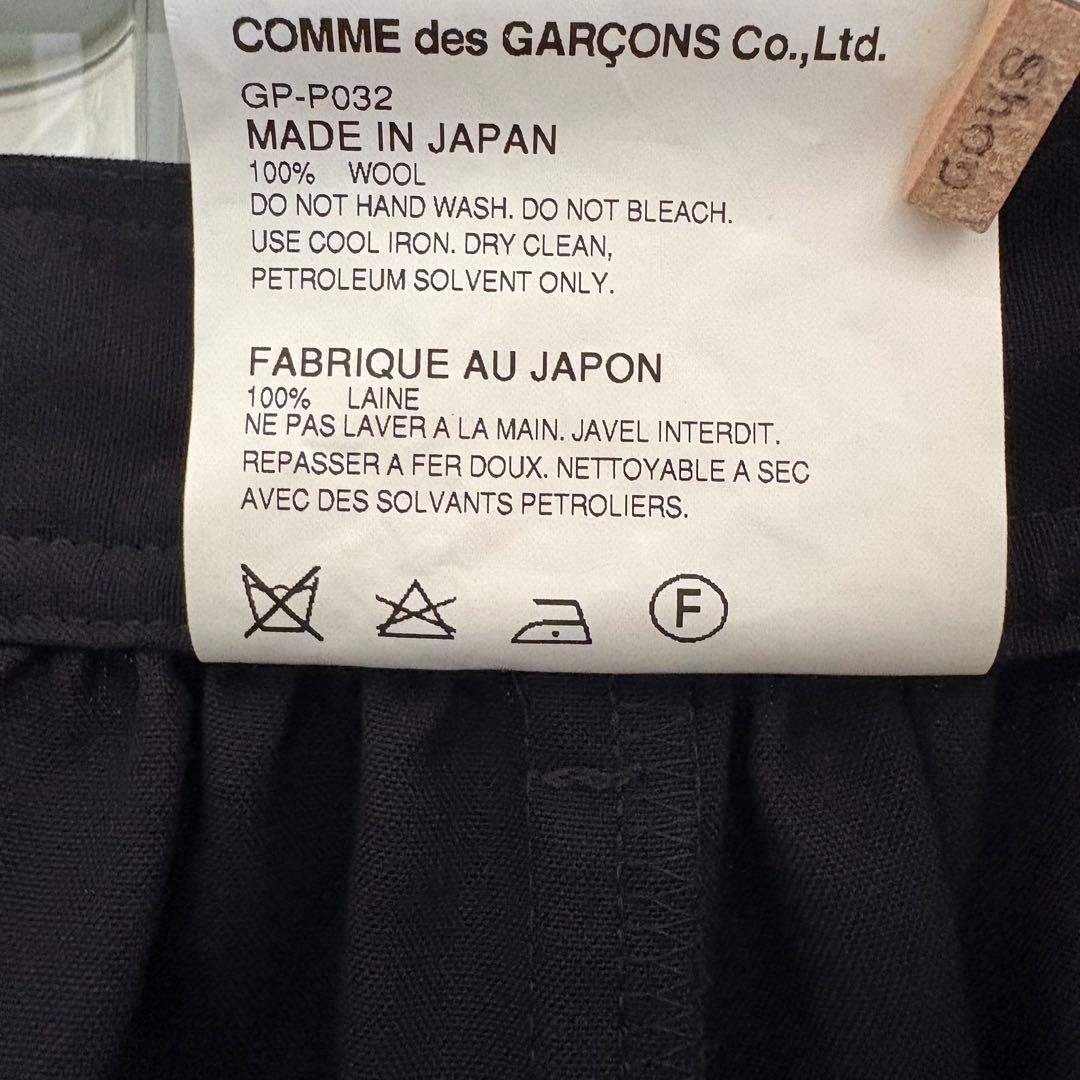 COMME des GARÇONS Co.,Ltd.
GP-P032
MADE IN JAPAN
100% WOOL
DO NOT HAND WASH. DO NOT BLEACH.
USE COOL IRON. DRY CLEAN,
PETROLEUM SOLVENT ONLY.
FABRIQUE AU JAPON
100% LAINE
NE PAS LAVER A LA MAIN. JAVEL INTERDIT.
REPASSER A FER DOUX. NETTOYABLE A SEC
AVEC DES SOLVANTS PETROLIERS.
F